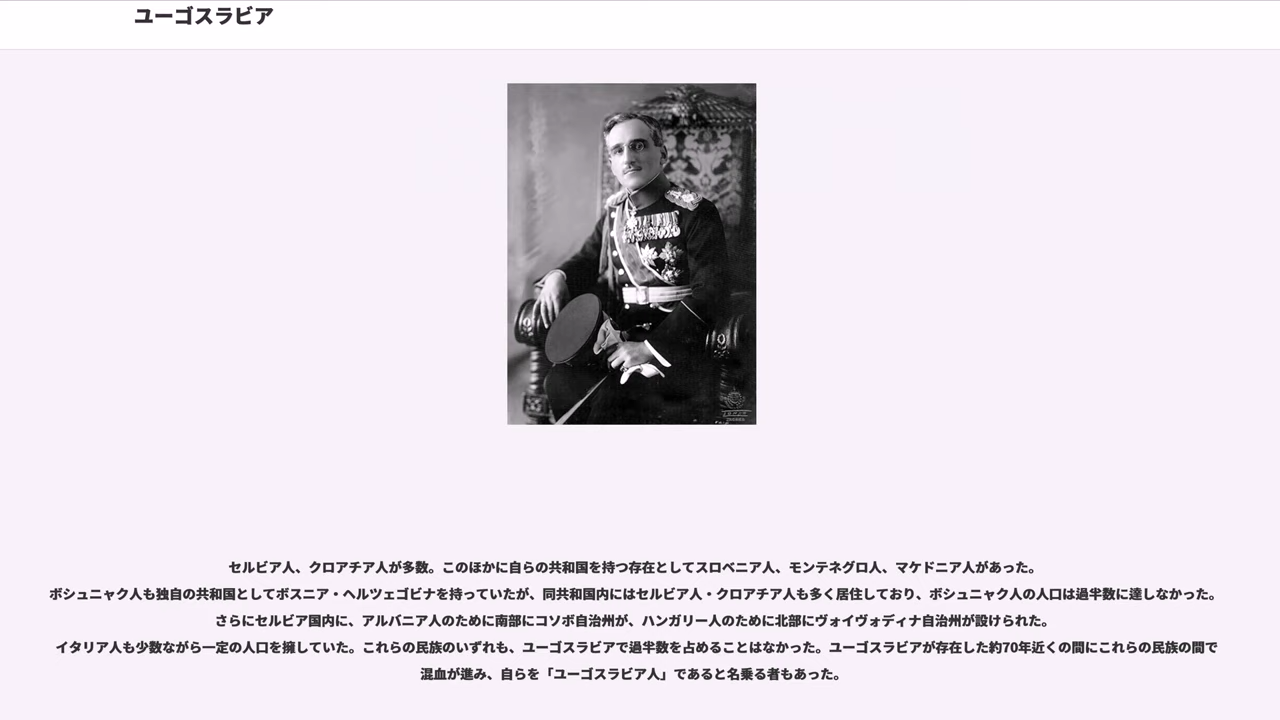 ユーゴスラビア
セルビア人、クロアチア人が多数。このほかに自らの共和国を持つ存在としてスロベニア人、モンテネグロ人、マケドニア人があった。
ボシュニャク人も独自の共和国としてボスニア・ヘルツェゴビナを持っていたが、同共和国内にはセルビア人・クロアチア人も多く居住しており、ボシュニャク人の人口は過半数に達しなかった。
さらにセルビア国内に、アルバニア人のために南部にコソボ自治州が、ハンガリー人のために北部にヴォイヴォディナ自治州が設けられた。
イタリア人も少数ながら一定の人口を擁していた。これらの民族のいずれも、ユーゴスラビアで過半数を占めることはなかった。ユーゴスラビアが存在した約70年近くの間にこれらの民族の間で
混血が進み、自らを「ユーゴスラビア人」であると名乗る者もあった。